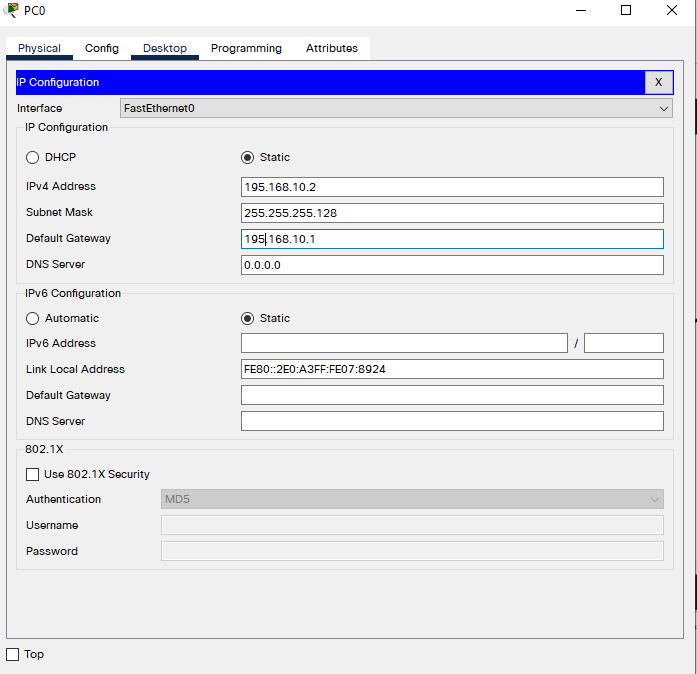 PC0
Physical Config Desktop Programming Attributes
IP Configuration X
Interface FastEthernet0
IP Configuration
DHCP Static
IPv4 Address 195.168.10.2
Subnet Mask 255.255.255.128
Default Gateway 195.168.10.1
DNS Server 0.0.0.0
IPv6 Configuration
Automatic Static
IPv6 Address /
Link Local Address FE80::2E0:A3FF:FE07:8924
Default Gateway
DNS Server
802.1X
Use 802.1X Security
Authentication MD5
Username
Password
Top